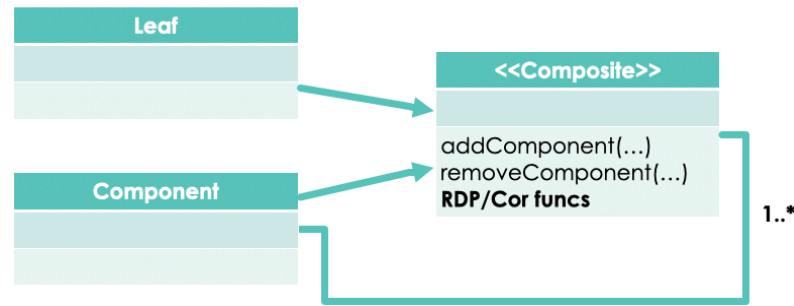 Leaf
<<Composite>>
addComponent(...)
removeComponent(...)
RDP/Cor funcs
Component
1..*